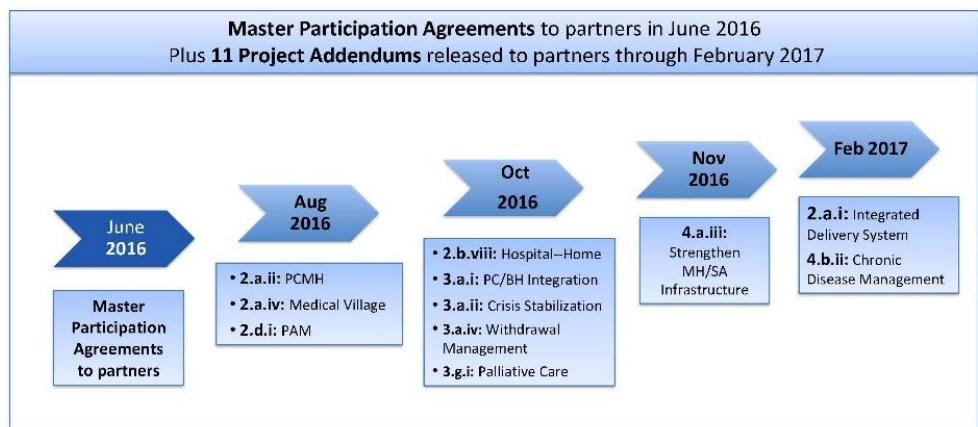 Master Participation Agreements to partners in June 2016
Plus 11 Project Addendums released to partners through February 2017
June
2016
Master
Participation
Agreements
to partners
Aug
2016
• 2.a.ii: PCMH
• 2.a.iv: Medical Village
• 2.d.i: PAM
Oct
2016
• 2.b.viii: Hospital--Home
• 3.a.i: PC/BH Integration
• 3.a.ii: Crisis Stabilization
• 3.a.iv: Withdrawal
Management
• 3.g.i: Palliative Care
Nov
2016
4.a.iii:
Strengthen
MH/SA
Infrastructure
Feb 2017
2.a.i: Integrated
Delivery System
4.b.ii: Chronic
Disease Management